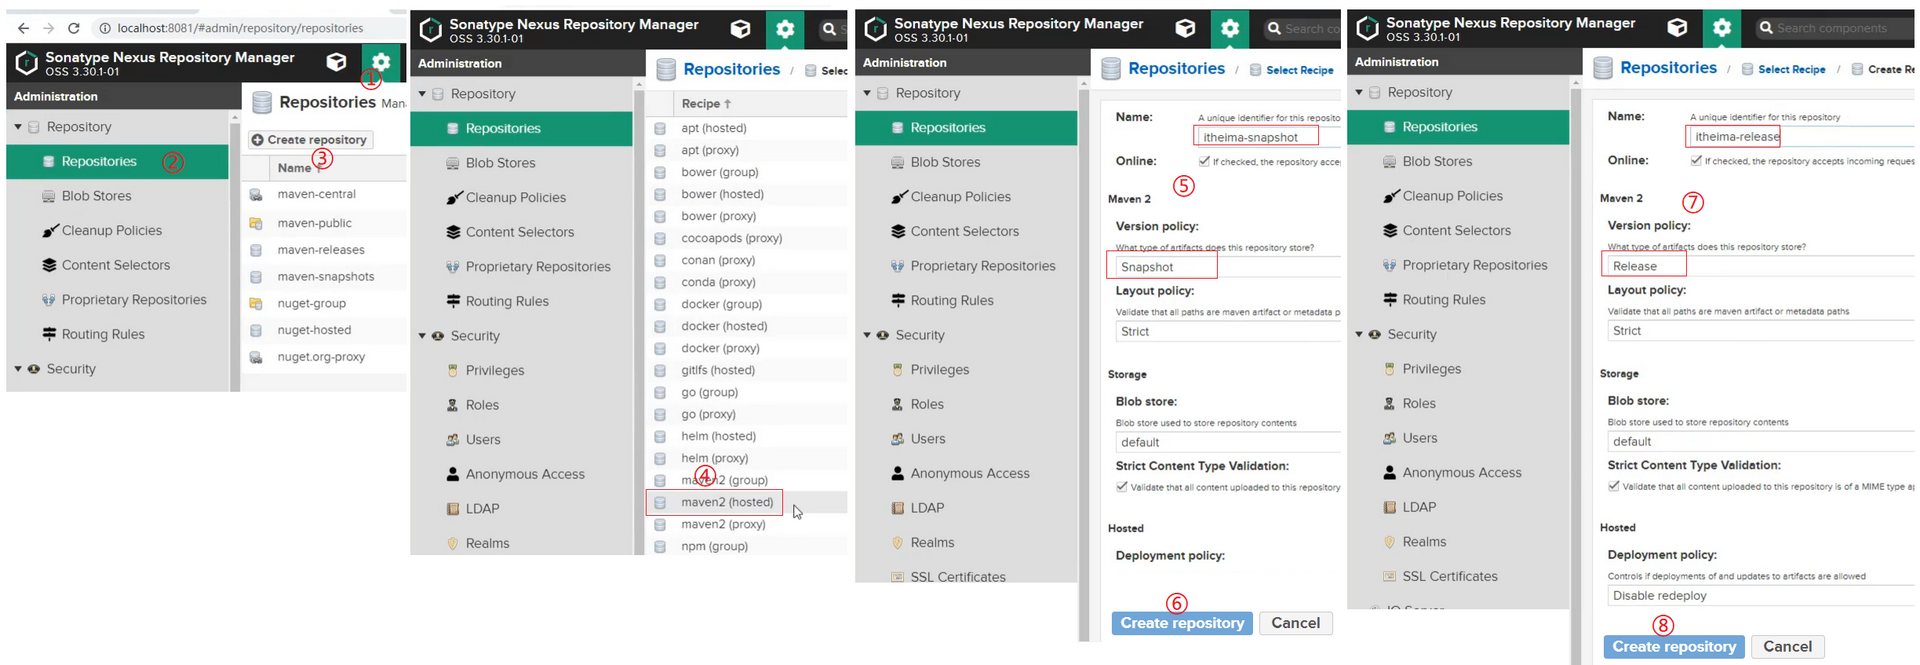 localhost:8081/#admin/repository/repositories
Sonatype Nexus Repository Manager
OSS 3.30.1-01
①
Administration
Repositories
Repository
Create repository
Repositories ②
③
Name
Blob Stores
maven-central
Cleanup Policies
maven-public
maven-releases
Content Selectors
maven-snapshots
Proprietary Repositories
nuget-group
Routing Rules
nuget-hosted
nuget.org-proxy
Security
Sonatype Nexus Repository Manager
OSS 3.30.1-01
Administration
Repository
Repositories
Blob Stores
Cleanup Policies
Content Selectors
Proprietary Repositories
Routing Rules
Security
Privileges
Roles
Users
Anonymous Access
LDAP
Realms
Repositories / Selec
Recipe ↑
apt (hosted)
apt (proxy)
bower (group)
bower (hosted)
bower (proxy)
cocoapods (proxy)
conan (proxy)
conda (proxy)
docker (group)
docker (hosted)
docker (proxy)
gitlfs (hosted)
go (group)
go (proxy)
helm (hosted)
helm (proxy)
④
maven2 (group)
maven2 (hosted)
maven2 (proxy)
npm (group)
Sonatype Nexus Repository Manager
OSS 3.30.1-01
Search co
Administration
Repository
Repositories
Blob Stores
Cleanup Policies
Content Selectors
Proprietary Repositories
Routing Rules
Security
Privileges
Roles
Users
Anonymous Access
LDAP
Realms
SSL Certificates
Repositories / Select Recipe
Name: A unique identifier for this reposito
itheima-snapshot
Online: If checked, the repository acce
⑤
Maven 2
Version policy:
What type of artifacts does this repository store?
Snapshot
Layout policy:
Validate that all paths are maven artifact or metadata p
Strict
Storage
Blob store:
Blob store used to store repository contents
default
Strict Content Type Validation:
Validate that all content uploaded to this repository
Hosted
Deployment policy:
⑥
Create repository Cancel
Sonatype Nexus Repository Manager
OSS 3.30.1-01
Search components
Administration
Repository
Repositories
Blob Stores
Cleanup Policies
Content Selectors
Proprietary Repositories
Routing Rules
Security
Privileges
Roles
Users
Anonymous Access
LDAP
Realms
SSL Certificates
Repositories / Select Recipe / Create Re
Name: A unique identifier for this repository
itheima-release
Online: If checked, the repository accepts incoming reques
Maven 2 ⑦
Version policy:
What type of artifacts does this repository store?
Release
Layout policy:
Validate that all paths are maven artifact or metadata paths
Strict
Storage
Blob store:
Blob store used to store repository contents
default
Strict Content Type Validation:
Validate that all content uploaded to this repository is of a MIME type ap
Hosted
Deployment policy:
Controls if deployments of and updates to artifacts are allowed
Disable redeploy
⑧
Create repository Cancel